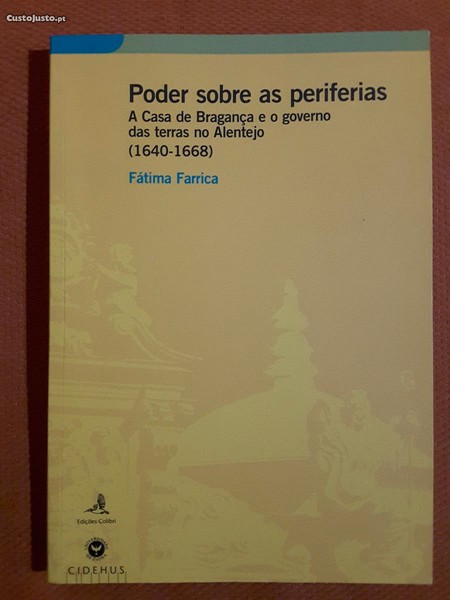 CustoJusto.pt
Poder sobre as periferias
A Casa de Bragança e o governo
das terras no Alentejo
(1640-1668)
Fátima Farrica
Edições Colibri
C.I.D.E.H.U.S.